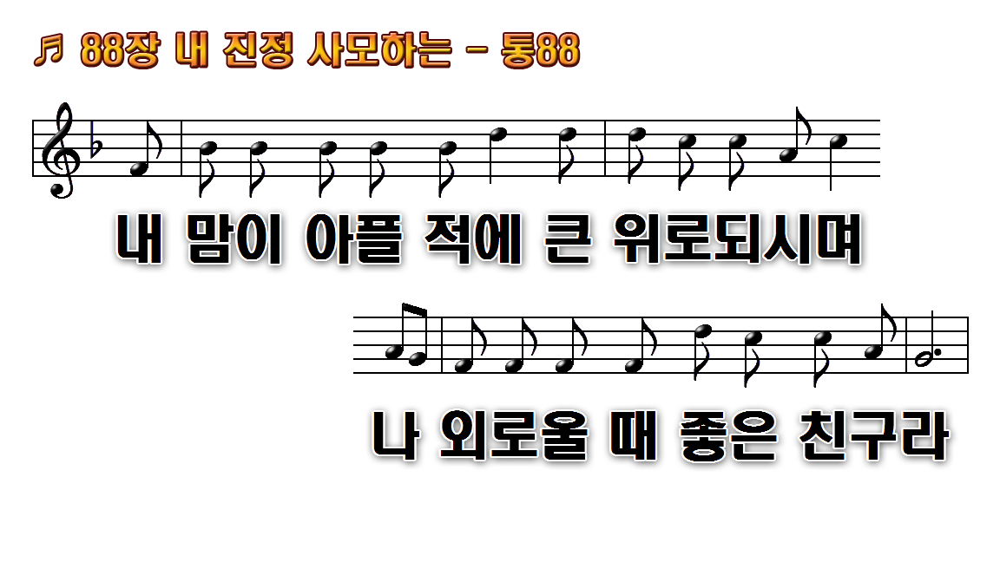 ♬ 88장 내 진정 사모하는 - 통88
내 맘이 아플 적에 큰 위로되시며
나 외로울 때 좋은 친구라